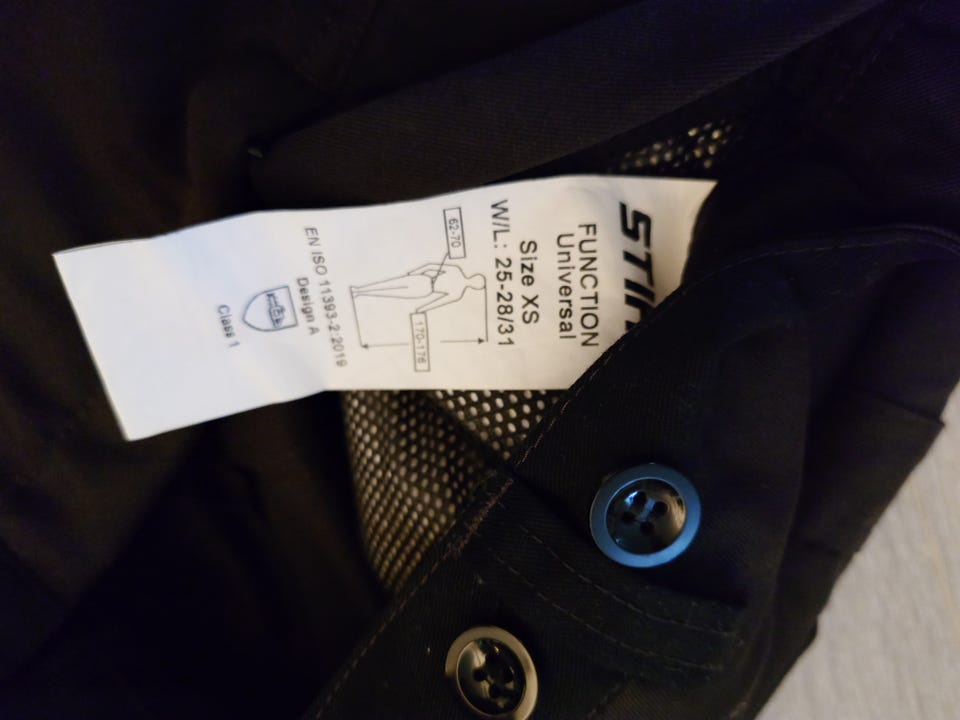 STIH
FUNCTION
Universal
Size XS
W/L: 25-28/31
62-70
170-176
EN ISO 11393-2:2019
Design A
Class 1